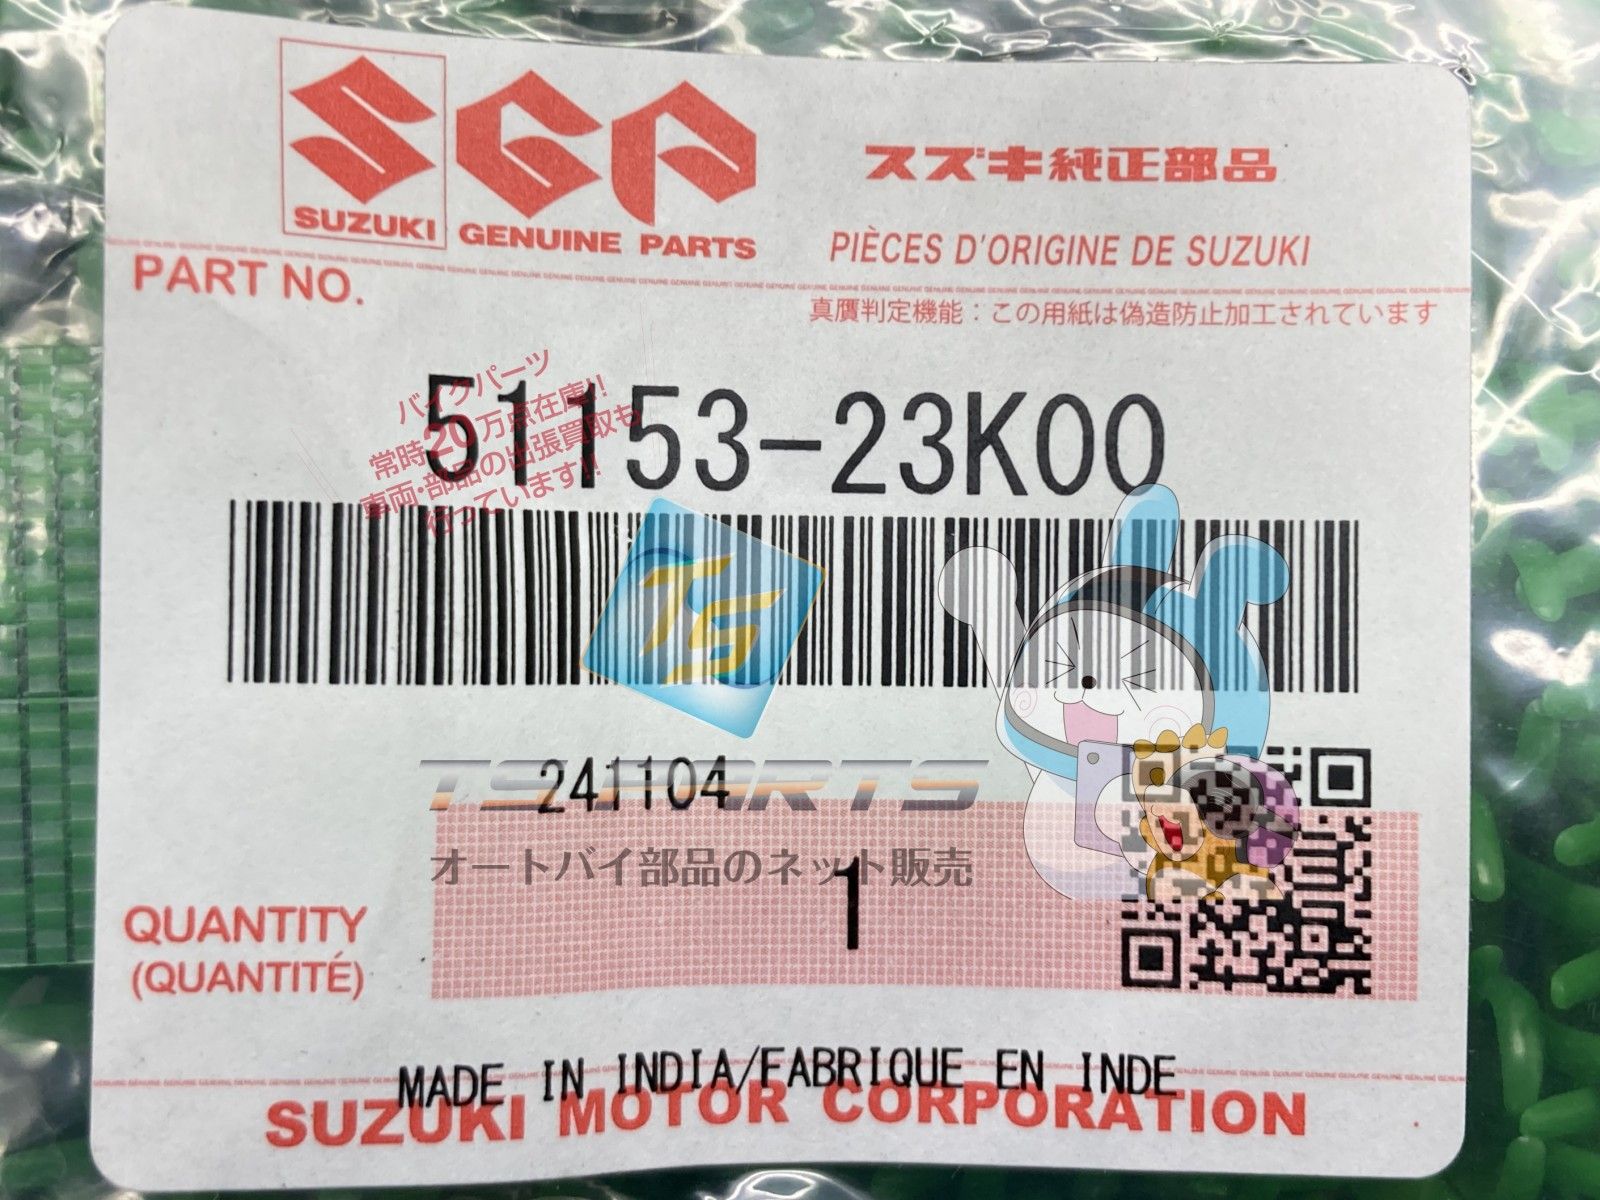 SUZUKI
SGP
GENUINE PARTS
スズキ純正部品
PIÈCES D'ORIGINE DE SUZUKI
PART NO.
真贋判定機能：この用紙は偽造防止加工されています
51153-23K00
バイクパーツ
常時20万点在庫!!
車両・部品の出張買取も
行っています!!
TS
241104
TS PARTS
オートバイ部品のネット販売
QUANTITY
(QUANTITÉ)
1
MADE IN INDIA/FABRIQUE EN INDE
SUZUKI MOTOR CORPORATION